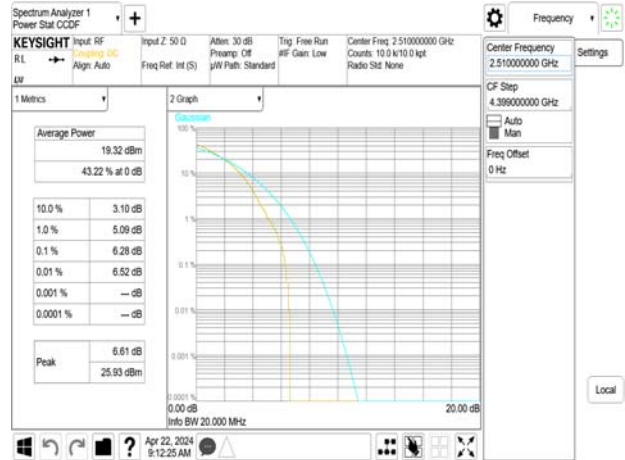 Spectrum Analyzer 1
Power Stat CCDF
Frequency
KEYSIGHT
RL
Input: RF
Coupling: DC
Align: Auto
Input Z: 50 Ω
Freq Ref: Int (S)
Atten: 30 dB
Preamp: Off
µW Path: Standard
Trig: Free Run
#IF Gain: Low
Center Freq: 2.510000000 GHz
Counts: 10.0 k/10.0 kpt
Radio Std: None
Center Frequency
2.510000000 GHz
Settings
CF Step
4.399000000 GHz
Auto
Man
Freq Offset
0 Hz
1 Metrics
Average Power
19.32 dBm
43.22 % at 0 dB
10.0 % 3.10 dB
1.0 % 5.09 dB
0.1 % 6.28 dB
0.01 % 6.52 dB
0.001 % --- dB
0.0001 % --- dB
Peak
6.61 dB
25.93 dBm
2 Graph
Gaussian
100 %
10 %
1 %
0.1 %
0.01 %
0.001 %
0.0001 %
0.00 dB 20.00 dB
Info BW 20.000 MHz
Local
Apr 22, 2024
9:12:25 AM